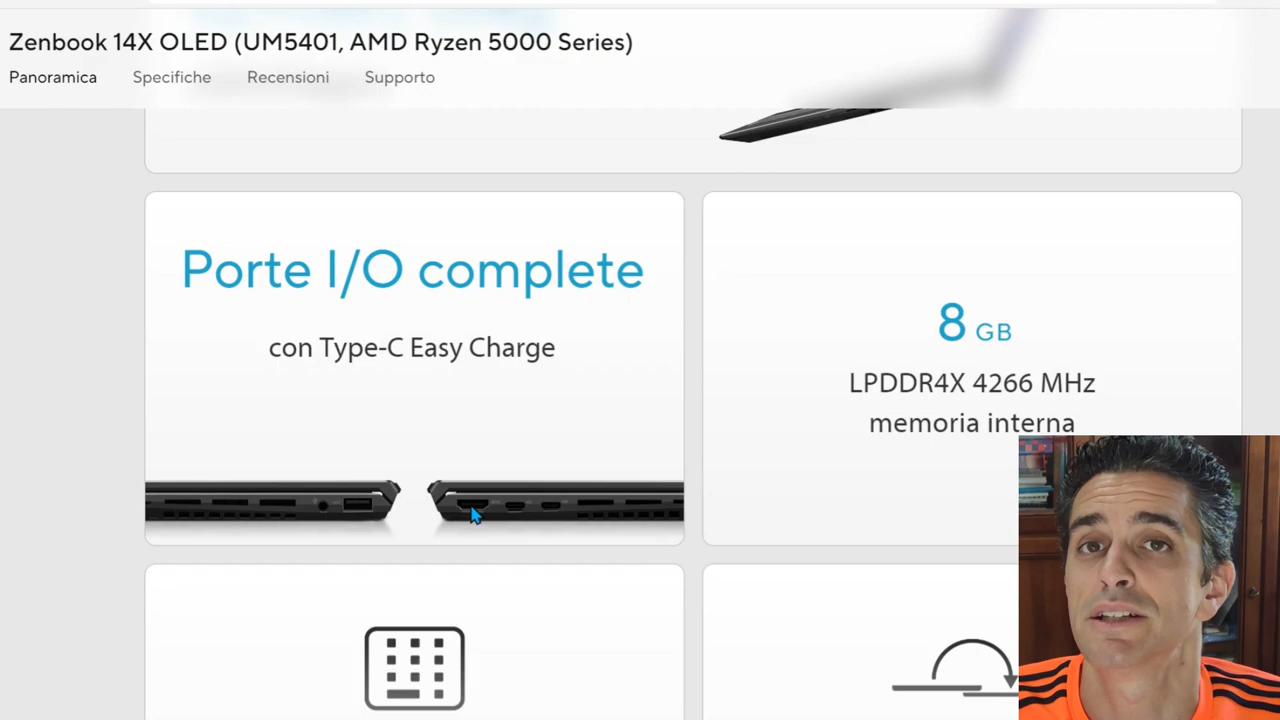 Zenbook 14X OLED (UM5401, AMD Ryzen 5000 Series)
Panoramica Specifiche Recensioni Supporto
Porte I/O complete
con Type-C Easy Charge
8 GB
LPDDR4X 4266 MHz
memoria interna